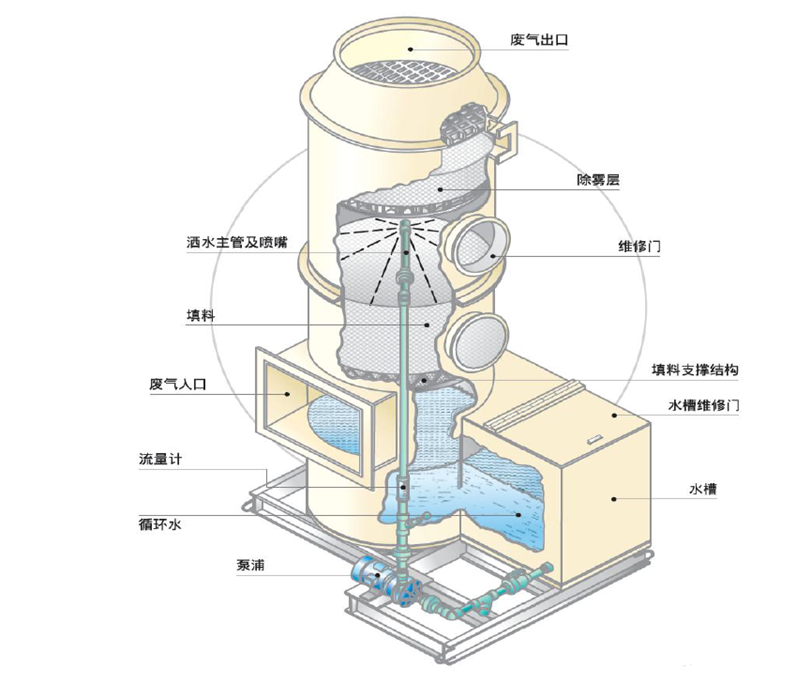 废气出口
除雾层
洒水主管及喷嘴
维修门
填料
填料支撑结构
废气入口
水槽维修门
流量计
水槽
循环水
泵浦